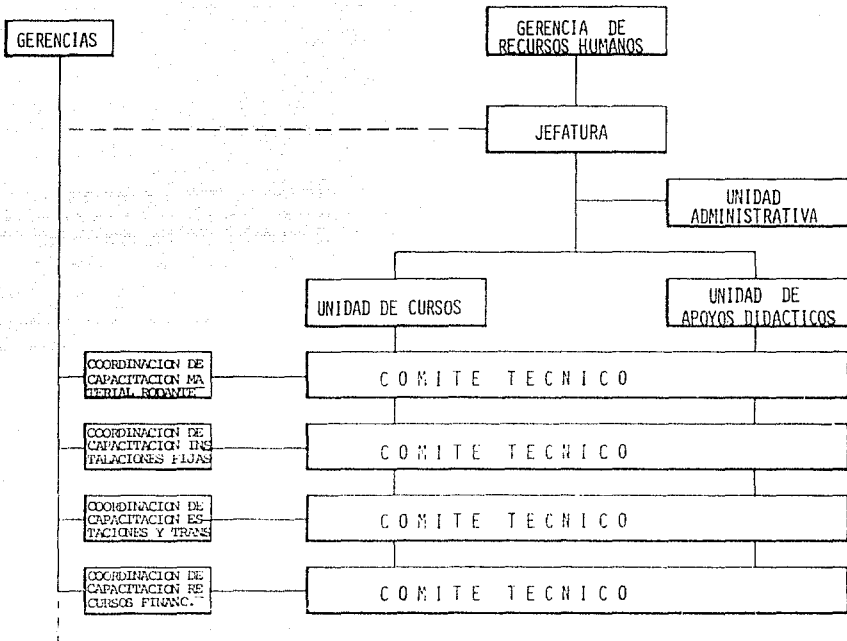 GERENCIAS
GERENCIA DE
RECURSOS HUMANOS
JEFATURA
UNIDAD
ADMINISTRATIVA
UNIDAD DE CURSOS
UNIDAD DE
APOYOS DIDACTICOS
COORDINACION DE
CAPACITACION MA
TERIAL RODANTE
COMITE TECNICO
COORDINACION DE
CAPACITACION INS
TALACIONES FIJAS
COMITE TECNICO
COORDINACION DE
CAPACITACION ES
TACIONES Y TRANS
COMITE TECNICO
COORDINACION DE
CAPACITACION RE
CURSOS FINANC.
COMITE TECNICO